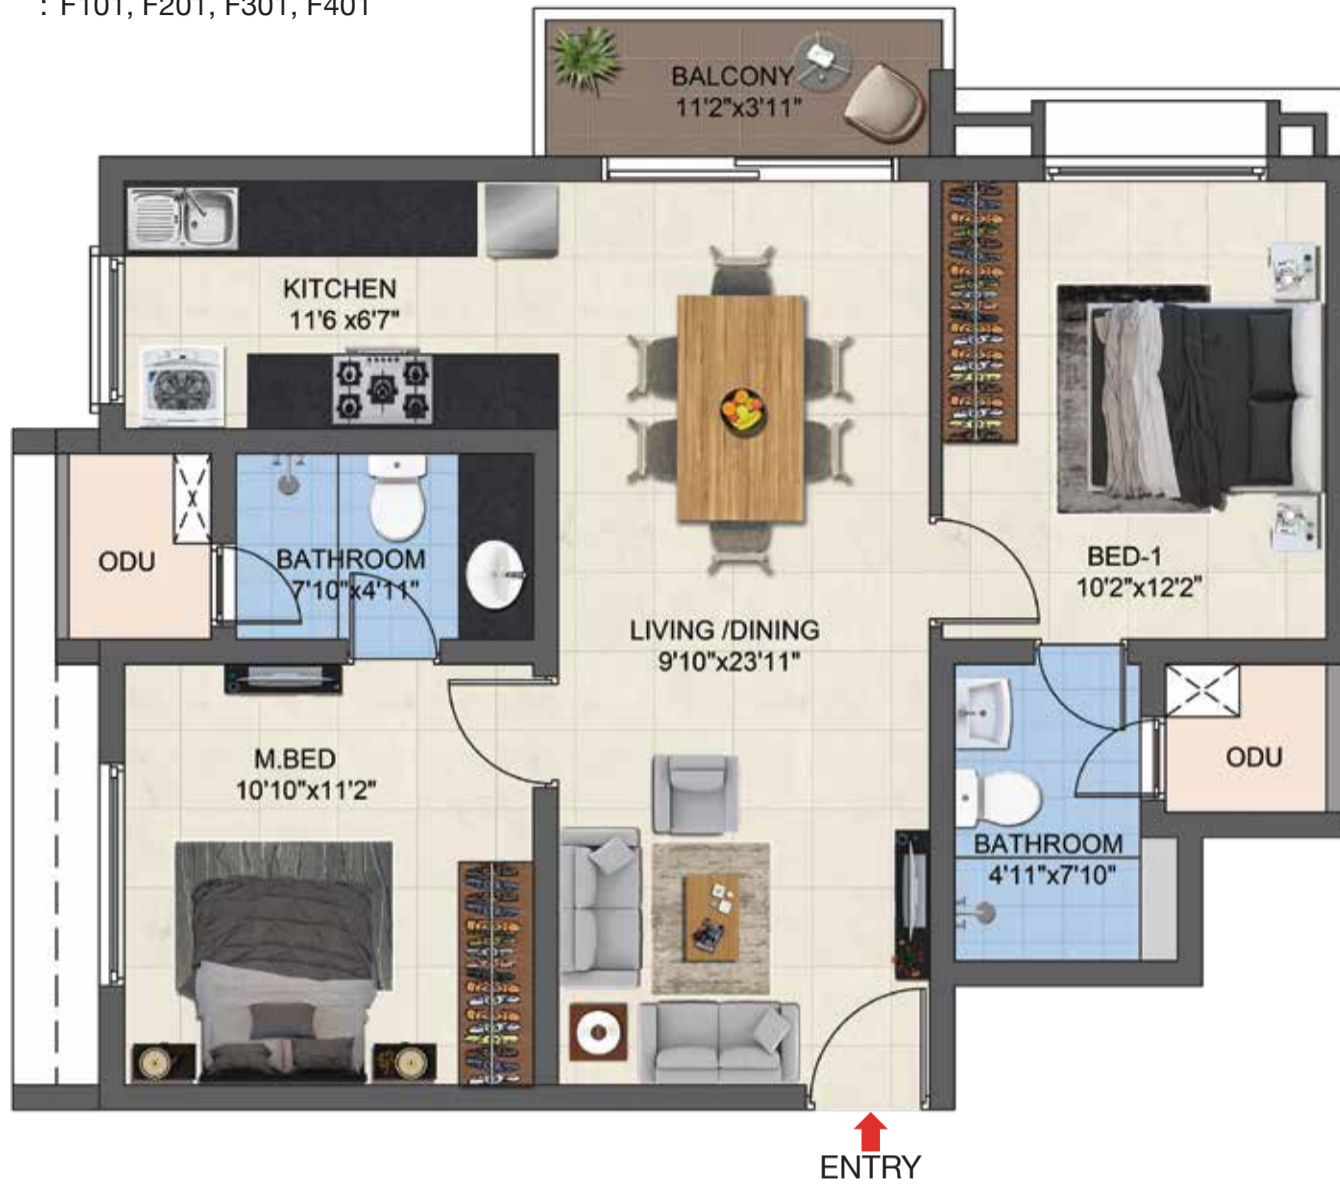 : F101, F201, F301, F401
BALCONY
11'2"x3'11"
KITCHEN
11'6 x6'7"
ODU
X
BATHROOM
7'10"x4'11"
BED-1
10'2"x12'2"
LIVING /DINING
9'10"x23'11"
M.BED
10'10"x11'2"
ODU
BATHROOM
4'11"x7'10"
ENTRY